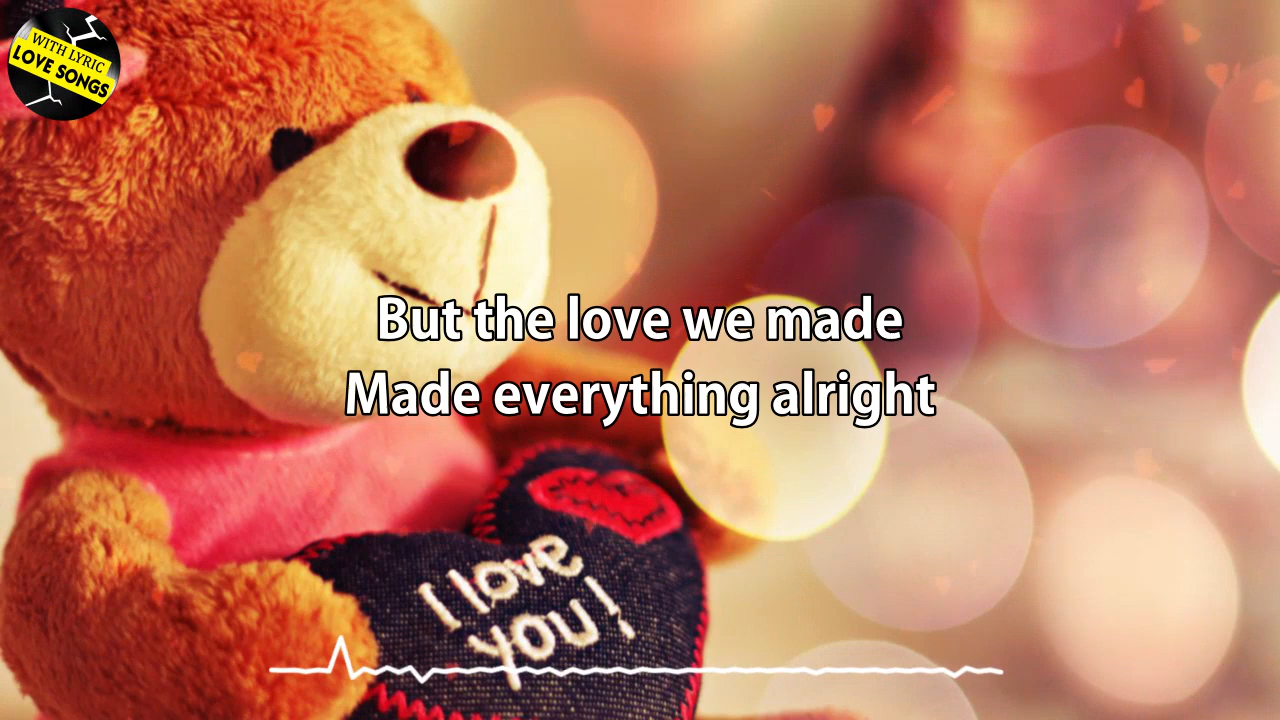 WITH LYRIC
LOVE SONGS
But the love we made
Made everything alright
I love
you!